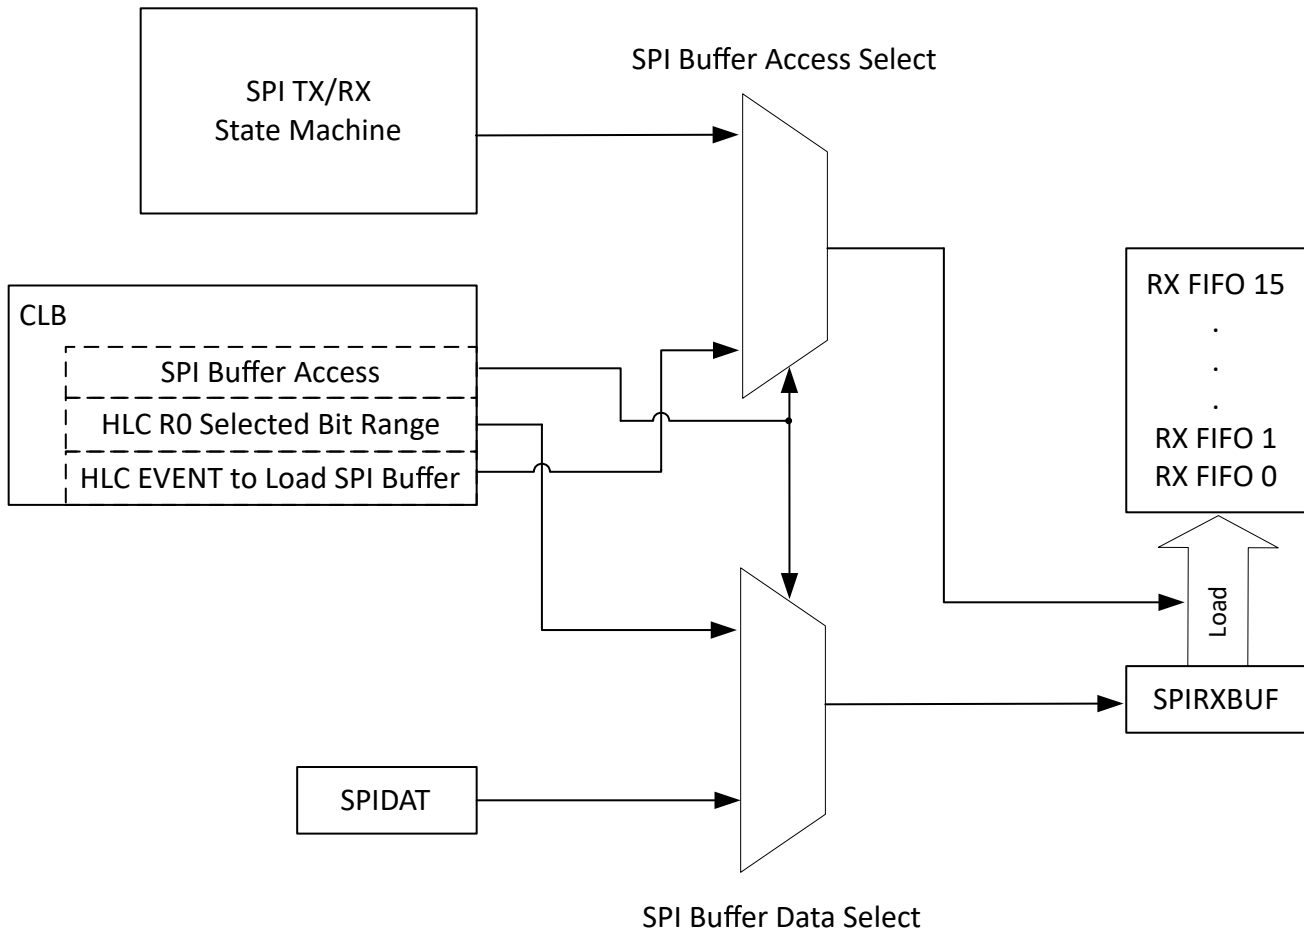 SPI Buffer Access Select
SPI TX/RX
State Machine
CLB
SPI Buffer Access
HLC R0 Selected Bit Range
HLC EVENT to Load SPI Buffer
RX FIFO 15
.
.
.
RX FIFO 1
RX FIFO 0
Load
SPIRXBUF
SPIDAT
SPI Buffer Data Select